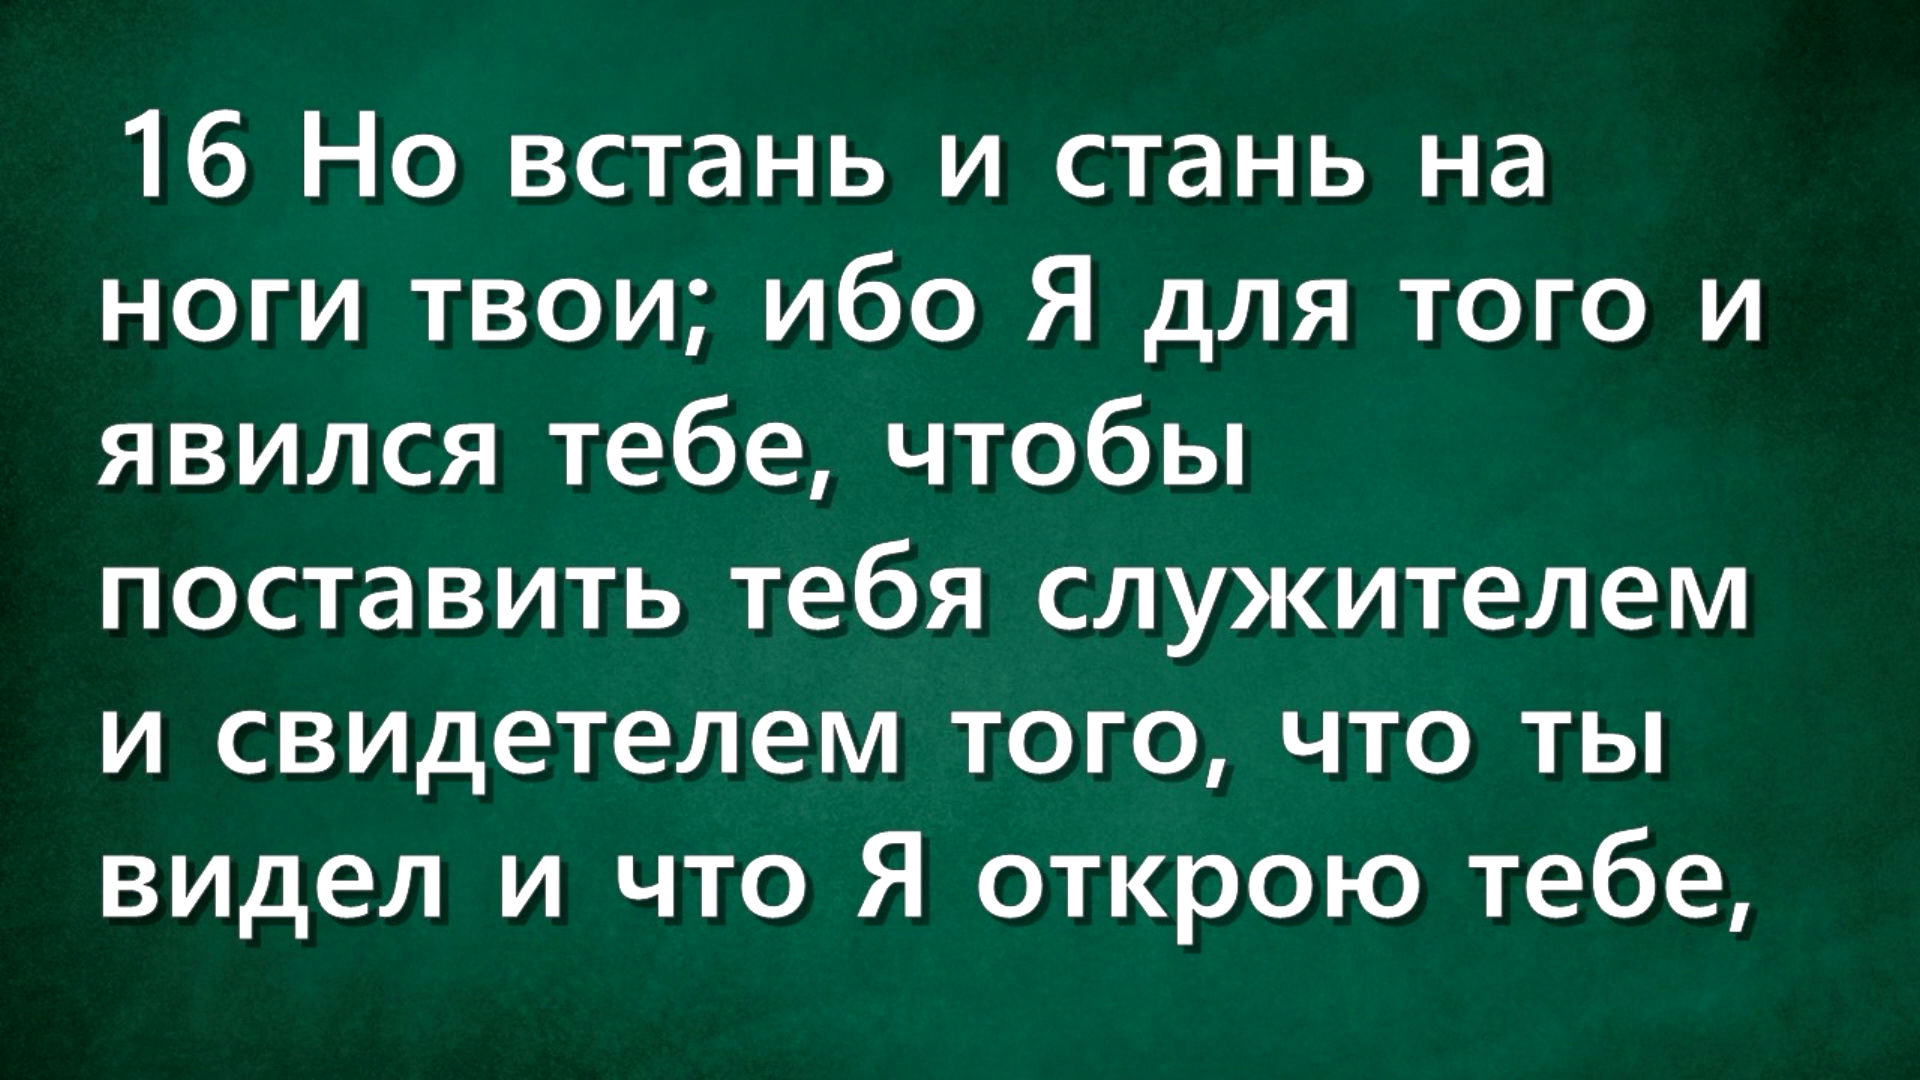 16 Но встань и стань на
ноги твои; ибо Я для того и
явился тебе, чтобы
поставить тебя служителем
и свидетелем того, что ты
видел и что Я открою тебе,